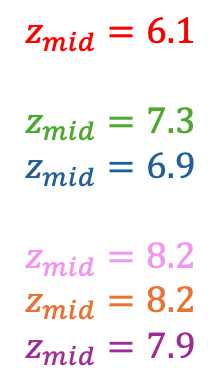 z_mid = 6.1
z_mid = 7.3
z_mid = 6.9
z_mid = 8.2
z_mid = 8.2
z_mid = 7.9